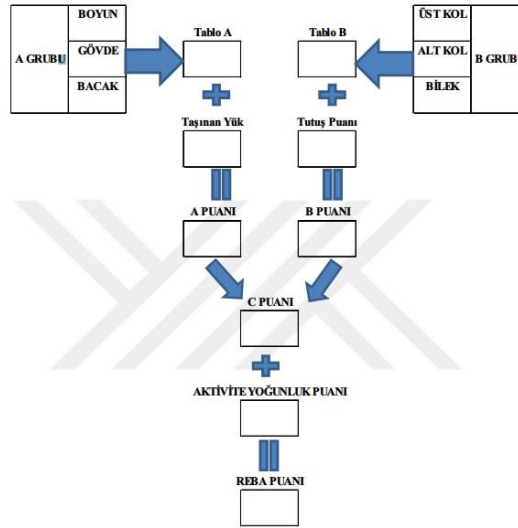 BOYUN
A GRUBU
GÖVDE
BACAK
Tablo A
Tablo B
ÜST KOL
ALT KOL
B GRUBU
BİLEK
Taşınan Yük
Tutuş Puanı
A PUANI
B PUANI
C PUANI
AKTİVİTE YOĞUNLUK PUANI
REBA PUANI